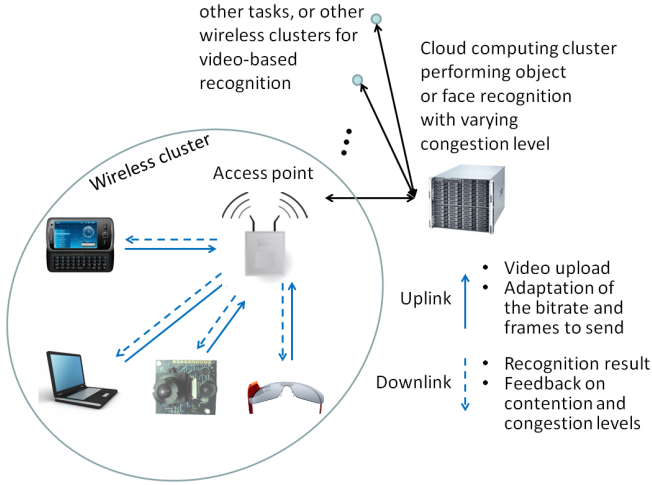 other tasks, or other
wireless clusters for
video-based
recognition
Cloud computing cluster
performing object
or face recognition
with varying
congestion level
Wireless cluster
Access point
Uplink
• Video upload
• Adaptation of
the bitrate and
frames to send
Downlink
• Recognition result
• Feedback on
contention and
congestion levels